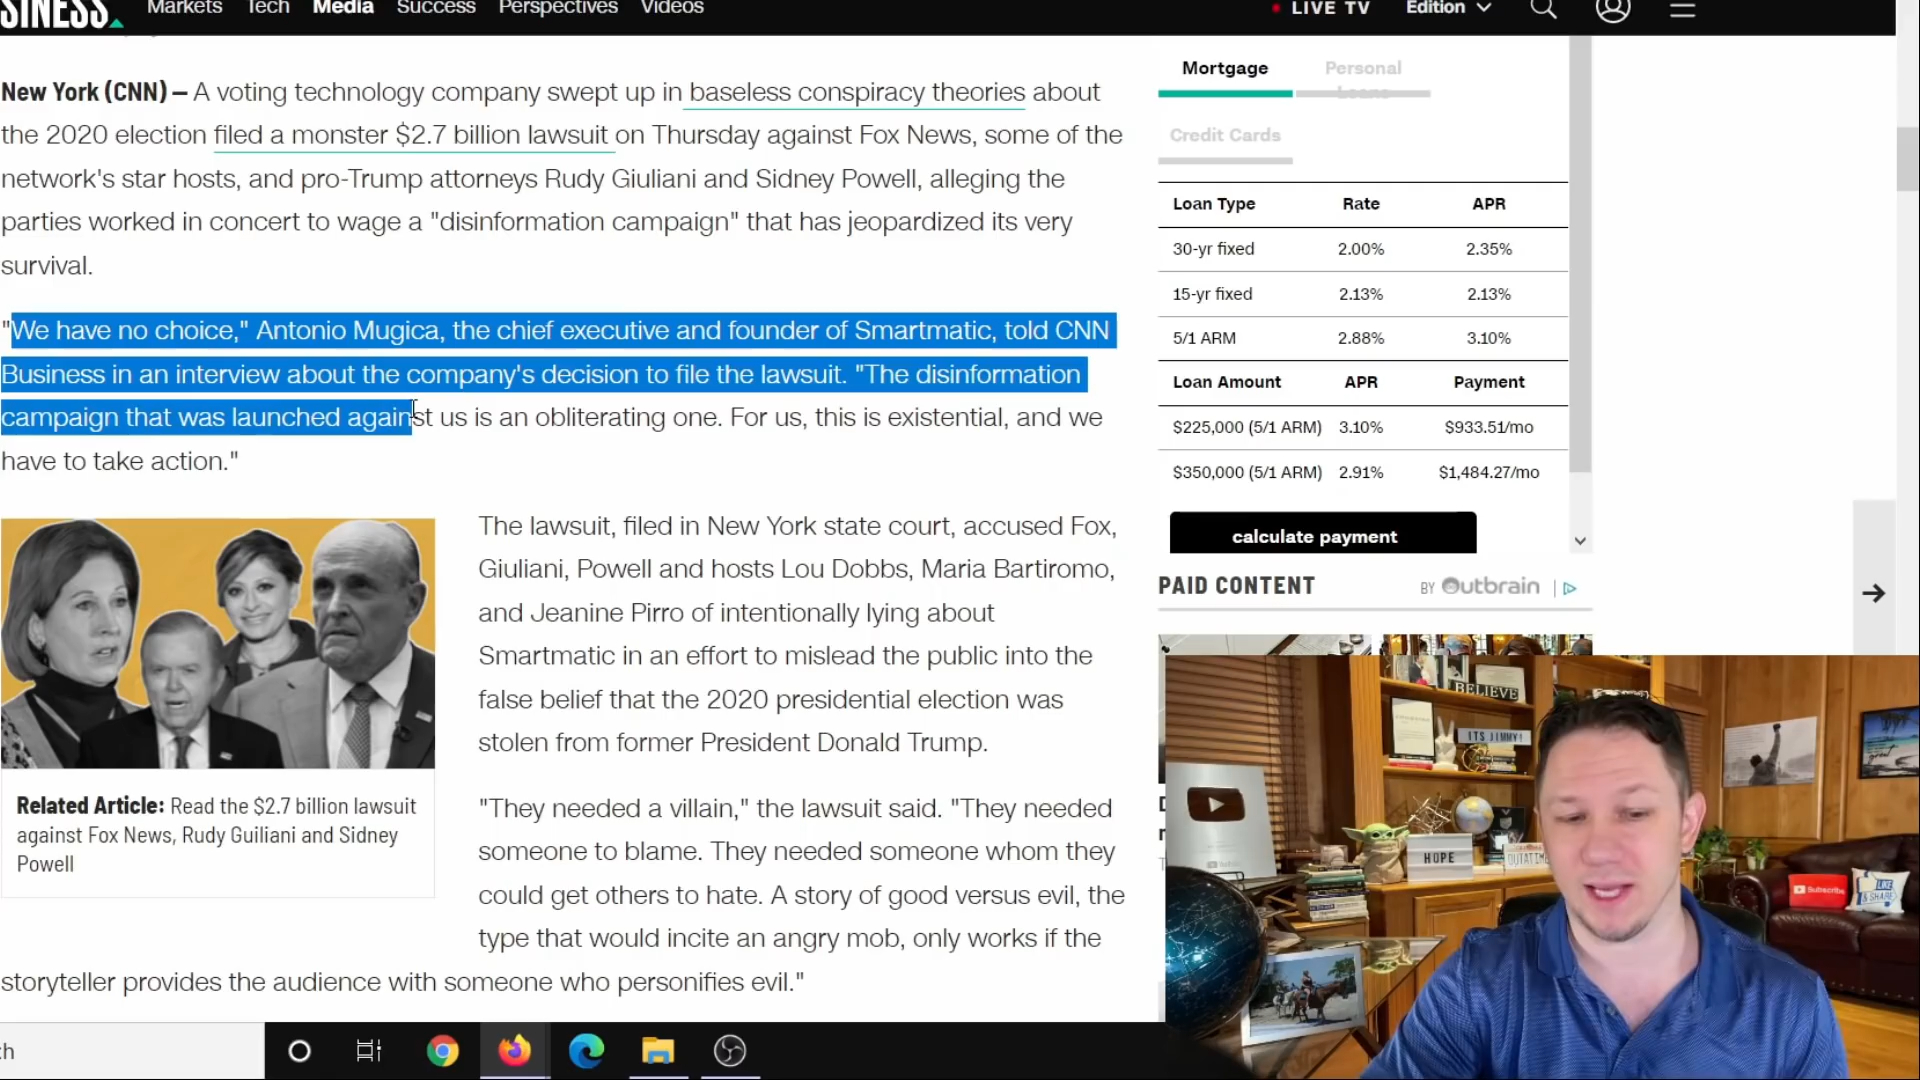 SINESS
Markets Tech Media Success Perspectives Videos
LIVE TV Edition
New York (CNN) — A voting technology company swept up in baseless conspiracy theories about
the 2020 election filed a monster $2.7 billion lawsuit on Thursday against Fox News, some of the
network's star hosts, and pro-Trump attorneys Rudy Giuliani and Sidney Powell, alleging the
parties worked in concert to wage a "disinformation campaign" that has jeopardized its very
survival.
"We have no choice," Antonio Mugica, the chief executive and founder of Smartmatic, told CNN
Business in an interview about the company's decision to file the lawsuit. "The disinformation
campaign that was launched against us is an obliterating one. For us, this is existential, and we
have to take action."
The lawsuit, filed in New York state court, accused Fox,
Giuliani, Powell and hosts Lou Dobbs, Maria Bartiromo,
and Jeanine Pirro of intentionally lying about
Smartmatic in an effort to mislead the public into the
false belief that the 2020 presidential election was
stolen from former President Donald Trump.
Related Article: Read the $2.7 billion lawsuit
against Fox News, Rudy Guiliani and Sidney
Powell
"They needed a villain," the lawsuit said. "They needed
someone to blame. They needed someone whom they
could get others to hate. A story of good versus evil, the
type that would incite an angry mob, only works if the
storyteller provides the audience with someone who personifies evil."
Mortgage
Personal
Loans
Credit Cards
Loan Type Rate APR
30-yr fixed 2.00% 2.35%
15-yr fixed 2.13% 2.13%
5/1 ARM 2.88% 3.10%
Loan Amount APR Payment
$225,000 (5/1 ARM) 3.10% $933.51/mo
$350,000 (5/1 ARM) 2.91% $1,484.27/mo
calculate payment
PAID CONTENT BY Outbrain
BELIEVE
ITS JIMMY!
HOPE
OUTATIME
Subscribe
LIKE
& SHARE
ch